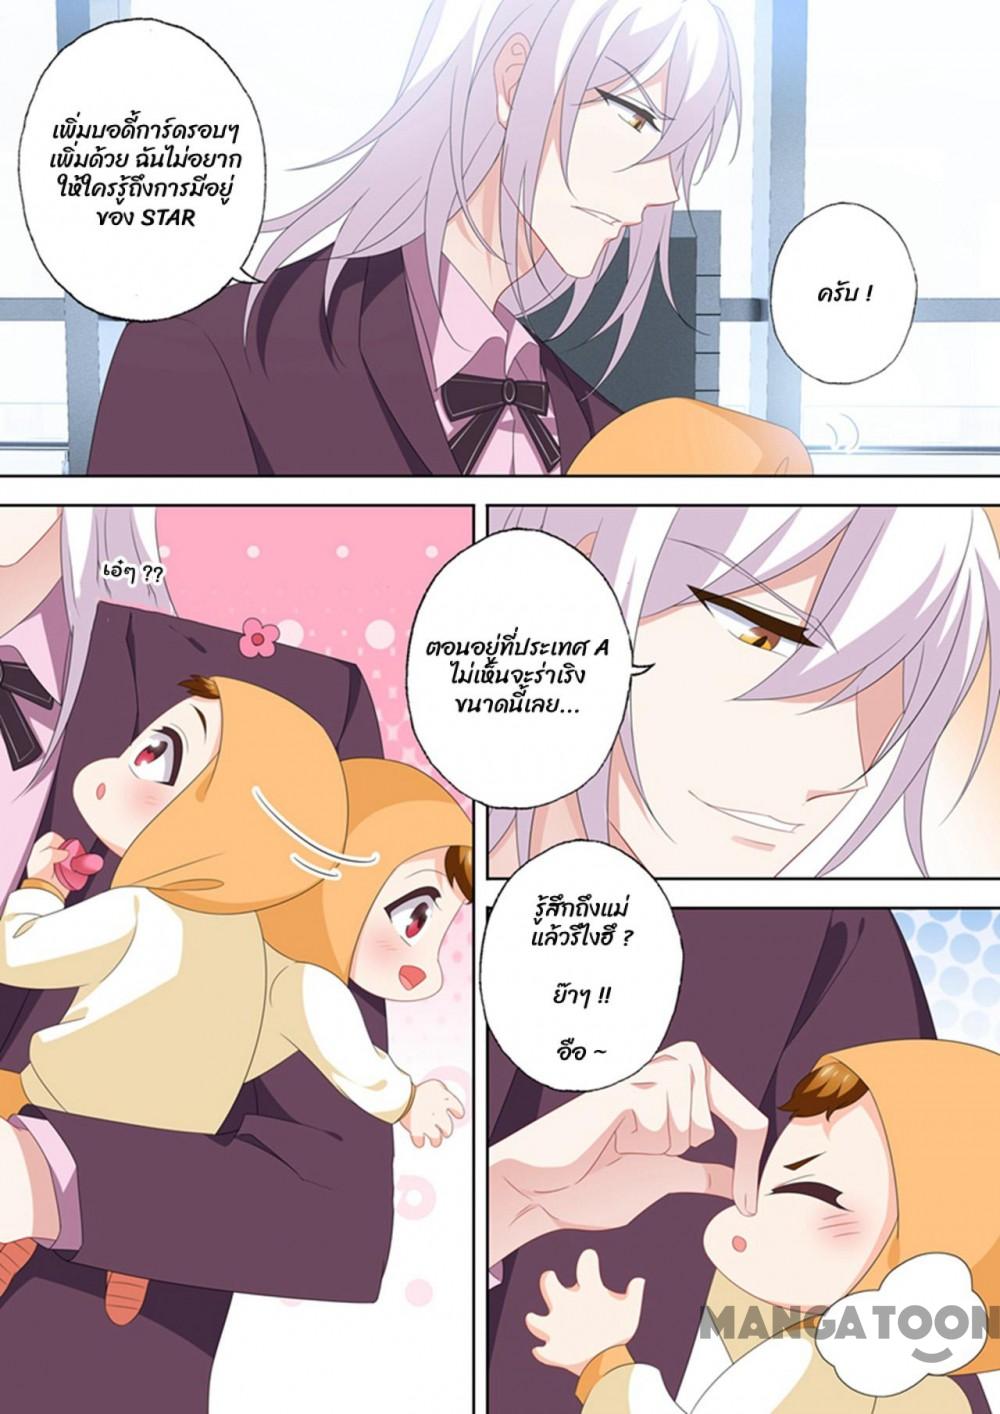 เพิ่มบอดี้การ์ดรอบๆ
เพิ่มด้วย ฉันไม่อยาก
ให้ใครรู้ถึงการมีอยู่
ของ STAR
ครับ !
เอ๋ๆ ??
ตอนอยู่ที่ประเทศ A
ไม่เห็นจะร่าเริง
ขนาดนี้เลย...
รู้สึกถึงแม่
แล้วรึไงฮึ ?
ย๊าๆ !!
อือ ~
MANGATOON